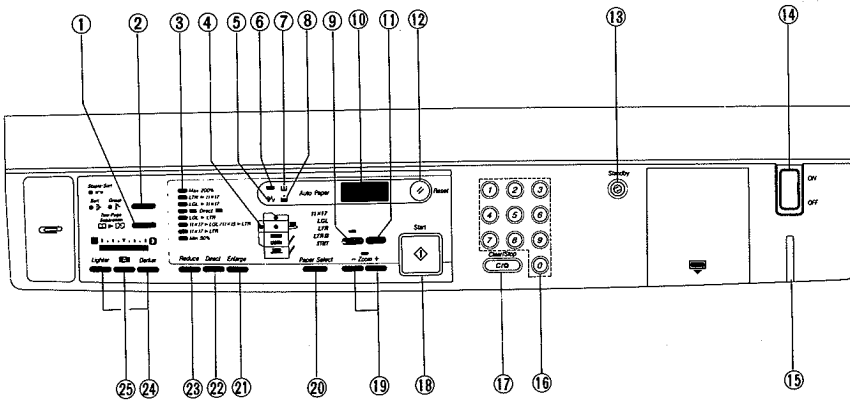 ① ② ③ ④ ⑤ ⑥ ⑦ ⑧ ⑨ ⑩ ⑪ ⑫ ⑬ ⑭
Staple Sort
Sort Group
Two-Page Separation
Max. 200%
LTR ▸ 11×17
LGL ▸ 11×17
Direct
LGL ▸ LTR
11×17 ▸ LTR
Min. 50%
Auto Paper
11×17
LGL
LTR
LTR
STMT
Reset
Start
Standby
ON
OFF
1 2 3
4 5 6
7 8 9
Clear/Stop
C/
0
Lighter Darker
Reduce Direct Enlarge
Paper Select
− Zoom +
㉕ ㉔ ㉓ ㉒ ㉑ ⑳ ⑲ ⑱ ⑰ ⑯ ⑮